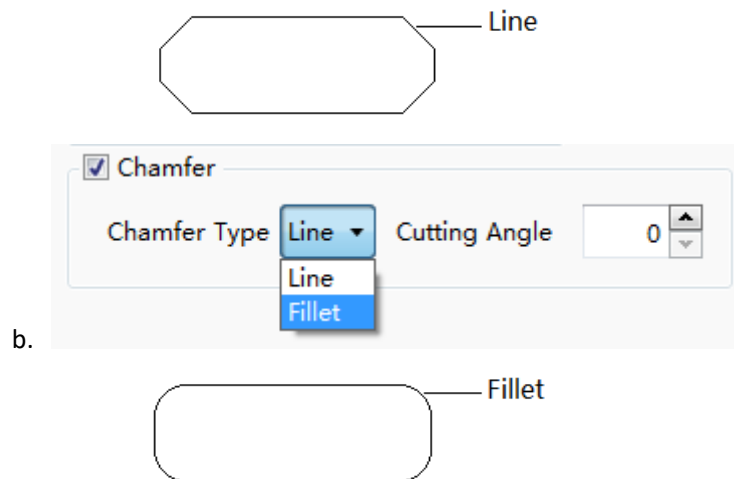 Line
Chamfer
Chamfer Type Line Cutting Angle 0
Line
Fillet
b.
Fillet